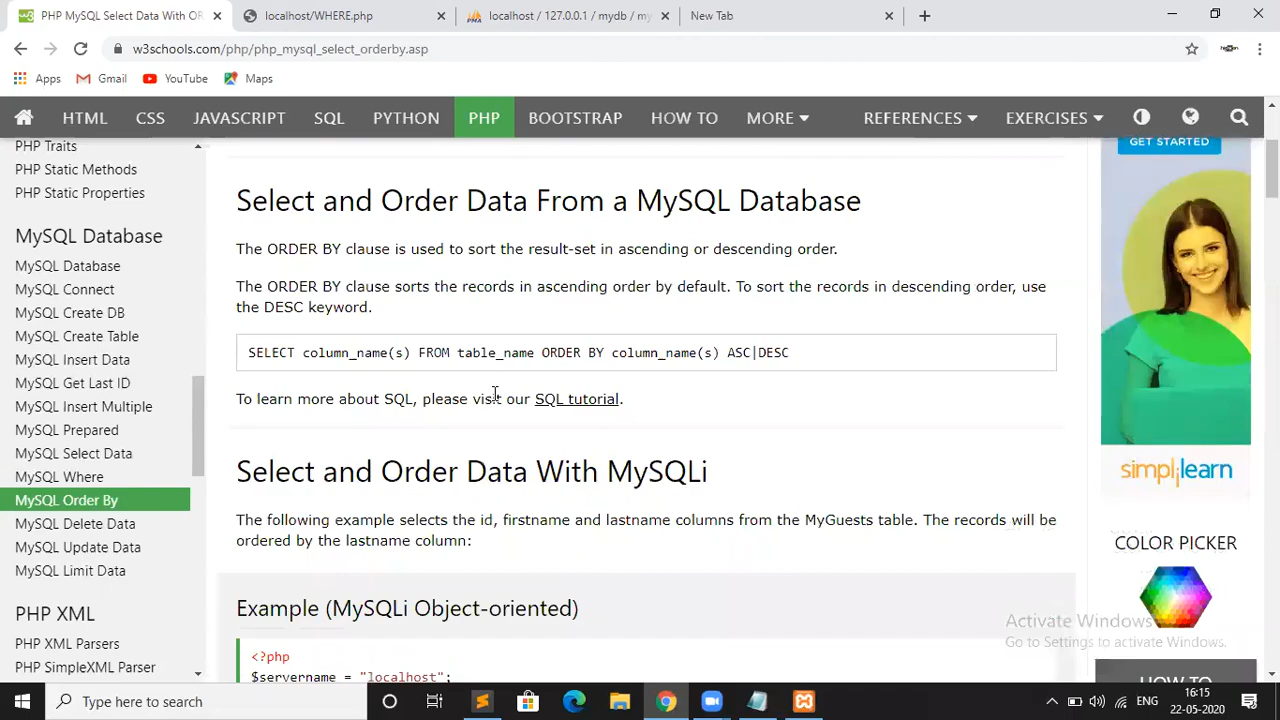 PHP MySQL Select Data With OR
localhost/WHERE.php
localhost / 127.0.0.1 / mydb / my
New Tab
w3schools.com/php/php_mysql_select_orderby.asp
Apps
Gmail
YouTube
Maps
HTML
CSS
JAVASCRIPT
SQL
PYTHON
PHP
BOOTSTRAP
HOW TO
MORE
REFERENCES
EXERCISES
PHP Traits
PHP Static Methods
PHP Static Properties
MySQL Database
MySQL Database
MySQL Connect
MySQL Create DB
MySQL Create Table
MySQL Insert Data
MySQL Get Last ID
MySQL Insert Multiple
MySQL Prepared
MySQL Select Data
MySQL Where
MySQL Order By
MySQL Delete Data
MySQL Update Data
MySQL Limit Data
PHP XML
PHP XML Parsers
PHP SimpleXML Parser
Select and Order Data From a MySQL Database
The ORDER BY clause is used to sort the result-set in ascending or descending order.
The ORDER BY clause sorts the records in ascending order by default. To sort the records in descending order, use
the DESC keyword.
SELECT column_name(s) FROM table_name ORDER BY column_name(s) ASC|DESC
To learn more about SQL, please visit our SQL tutorial.
Select and Order Data With MySQLi
The following example selects the id, firstname and lastname columns from the MyGuests table. The records will be
ordered by the lastname column:
Example (MySQLi Object-oriented)
<?php
$servername = "localhost";
GET STARTED
simplilearn
COLOR PICKER
Activate Windows
Go to Settings to activate Windows.
HOW TO
Type here to search
ENG
16:15
22-05-2020